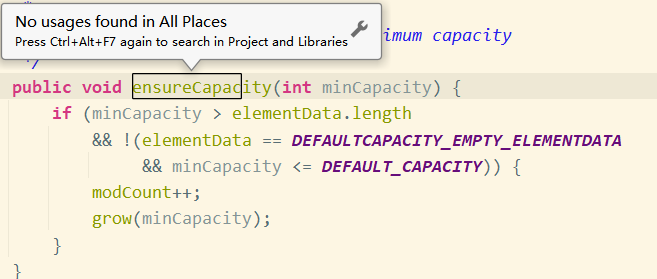 No usages found in All Places
Press Ctrl+Alt+F7 again to search in Project and Libraries
capacity
*/
public void ensureCapacity(int minCapacity) {
if (minCapacity > elementData.length
&& !(elementData == DEFAULTCAPACITY_EMPTY_ELEMENTDATA
&& minCapacity <= DEFAULT_CAPACITY)) {
modCount++;
grow(minCapacity);
}
}